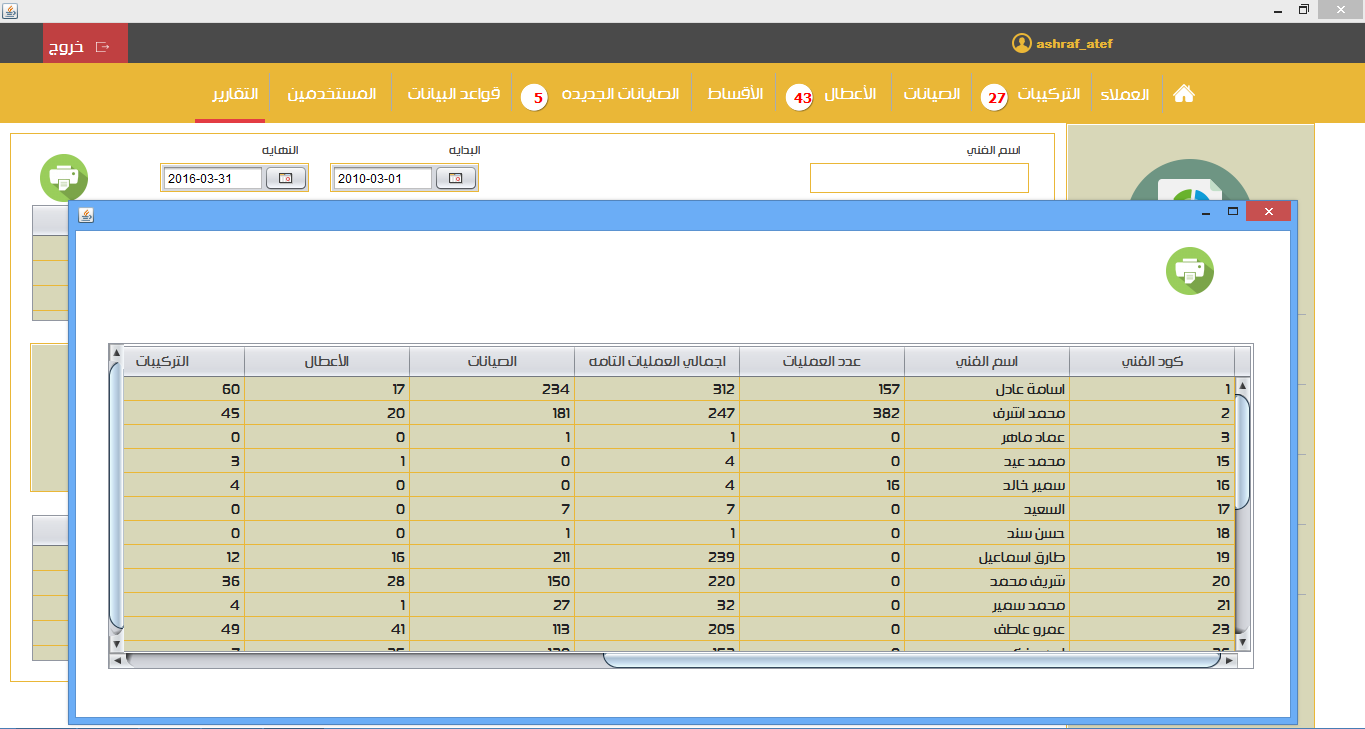 خروج
ashraf_atef
العملاء التركيبات 27 الصيانات الأعطال 43 الأقساط الصايانات الجديده 5 قواعد البيانات المستخدمين التقارير
اسم الفني البدايه النهايه
2010-03-01 2016-03-31
كود الفني اسم الفني عدد العمليات اجمالي العمليات التامه الصيانات الأعطال التركيبات
1 اسامة عادل 157 312 234 17 60
2 محمد اشرف 382 247 181 20 45
3 عماد ماهر 0 1 1 0 0
15 محمد عيد 0 4 0 1 3
16 سمير خالد 16 4 0 0 4
17 السعيد 0 7 7 0 0
18 حسن سند 0 1 1 0 0
19 طارق اسماعيل 0 239 211 16 12
20 شريف محمد 0 220 150 28 36
21 محمد سمير 0 32 27 1 4
23 عمرو عاطف 0 205 113 41 49